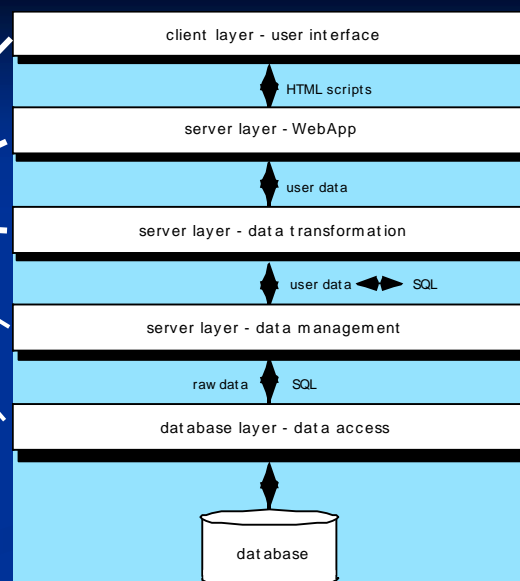 client layer - user interface
HTML scripts
server layer - WebApp
user data
server layer - data transformation
user data SQL
server layer - data management
raw data SQL
database layer - data access
database